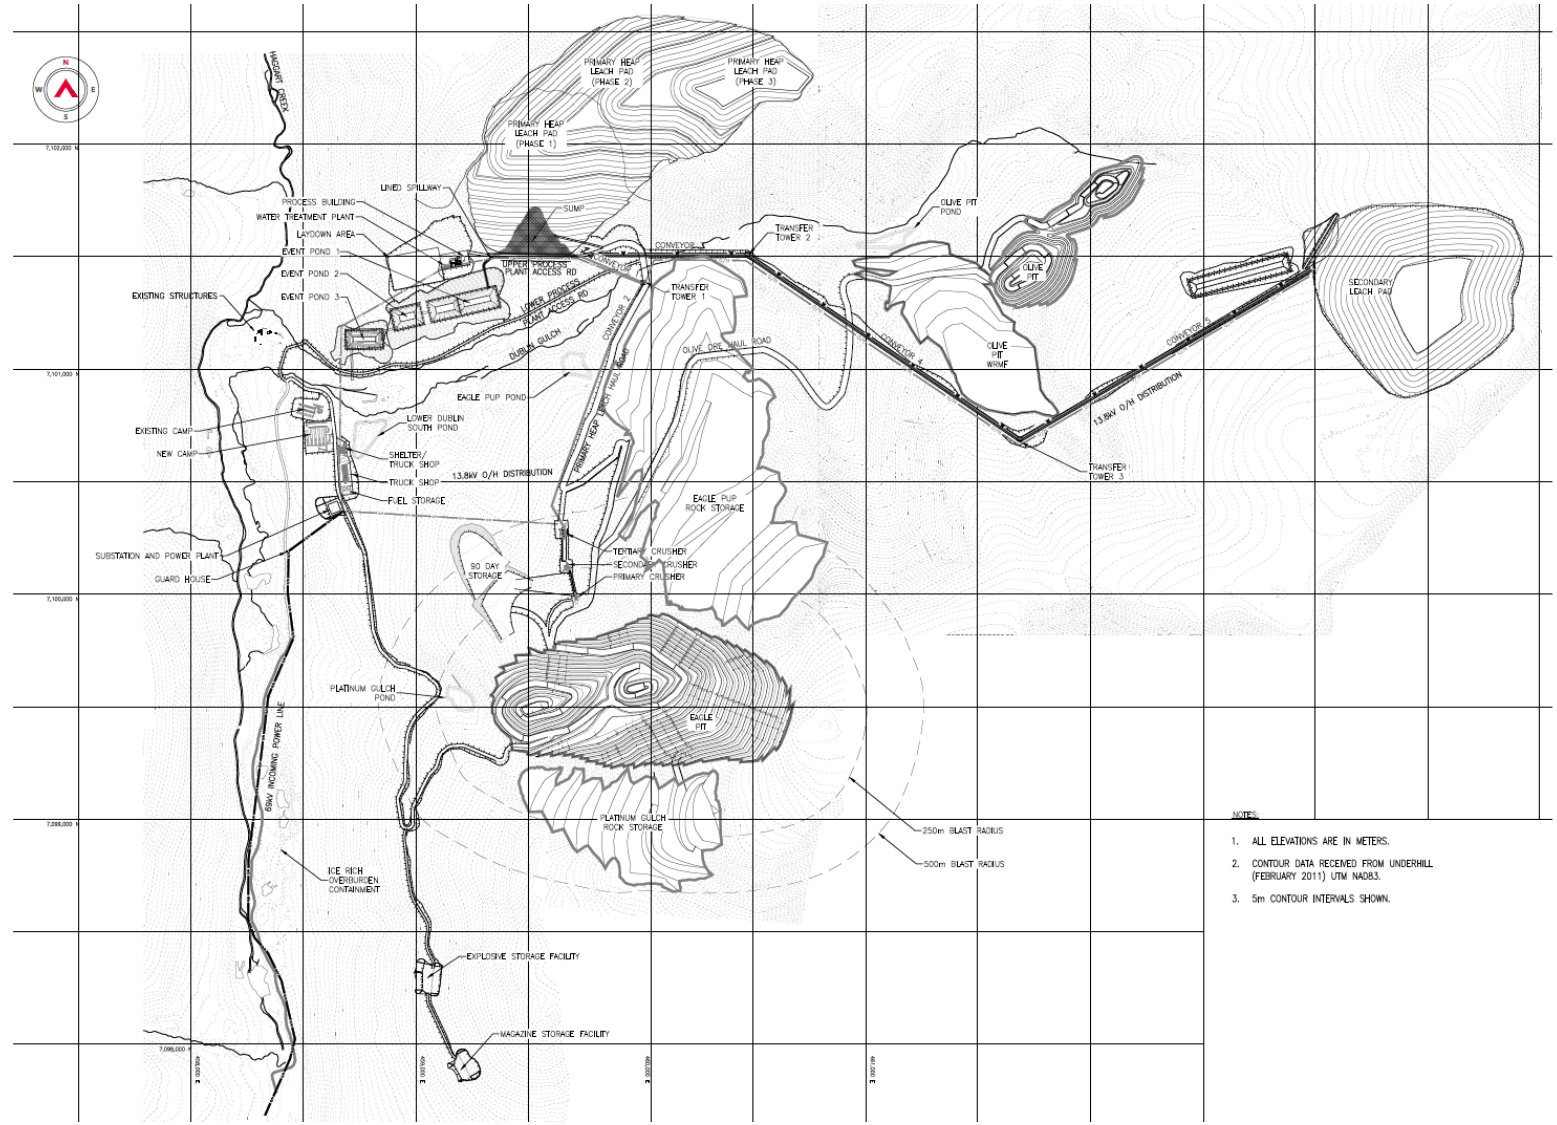 N
W
E
S
HAGGART CREEK
PRIMARY HEAP
LEACH PAD
(PHASE 2)
PRIMARY HEAP
LEACH PAD
(PHASE 3)
PRIMARY HEAP
LEACH PAD
(PHASE 1)
7,102,000 N
LINED SPILLWAY
PROCESS BUILDING
WATER TREATMENT PLANT
LAYDOWN AREA
EVENT POND 1
EVENT POND 2
EVENT POND 3
EXISTING STRUCTURES
SUMP
UPPER PROCESS
PLANT ACCESS RD
CONVEYOR
CONVEYOR
TRANSFER
TOWER 2
OLIVE PIT
POND
LOWER PROCESS
PLANT ACCESS RD
DUBLIN GULCH
CONVEYOR 2
TRANSFER
TOWER 1
OLIVE
PIT
SECONDARY
LEACH PAD
OLIVE ORE HAUL ROAD
CONVEYOR 4
OLIVE
PIT
WRMF
CONVEYOR 5
13.8kV O/H DISTRIBUTION
7,101,000 N
EAGLE PUP POND
PRIMARY HEAP LEACH HAUL ROAD
EXISTING CAMP
NEW CAMP
LOWER DUBLIN
SOUTH POND
SHELTER/
TRUCK SHOP
TRUCK SHOP
FUEL STORAGE
13.8kV O/H DISTRIBUTION
TRANSFER
TOWER 3
EAGLE PUP
ROCK STORAGE
SUBSTATION AND POWER PLANT
GUARD HOUSE
90 DAY
STORAGE
TERTIARY CRUSHER
SECONDARY CRUSHER
PRIMARY CRUSHER
7,100,000 N
PLATINUM GULCH
POND
EAGLE
PIT
69kV INCOMING POWER LINE
7,099,000 N
PLATINUM GULCH
ROCK STORAGE
250m BLAST RADIUS
500m BLAST RADIUS
ICE RICH
OVERBURDEN
CONTAINMENT
EXPLOSIVE STORAGE FACILITY
MAGAZINE STORAGE FACILITY
7,098,000 N
458,000 E
459,000 E
460,000 E
461,000 E
NOTES:
1. ALL ELEVATIONS ARE IN METERS.
2. CONTOUR DATA RECEIVED FROM UNDERHILL
(FEBRUARY 2011) UTM NAD83.
3. 5m CONTOUR INTERVALS SHOWN.